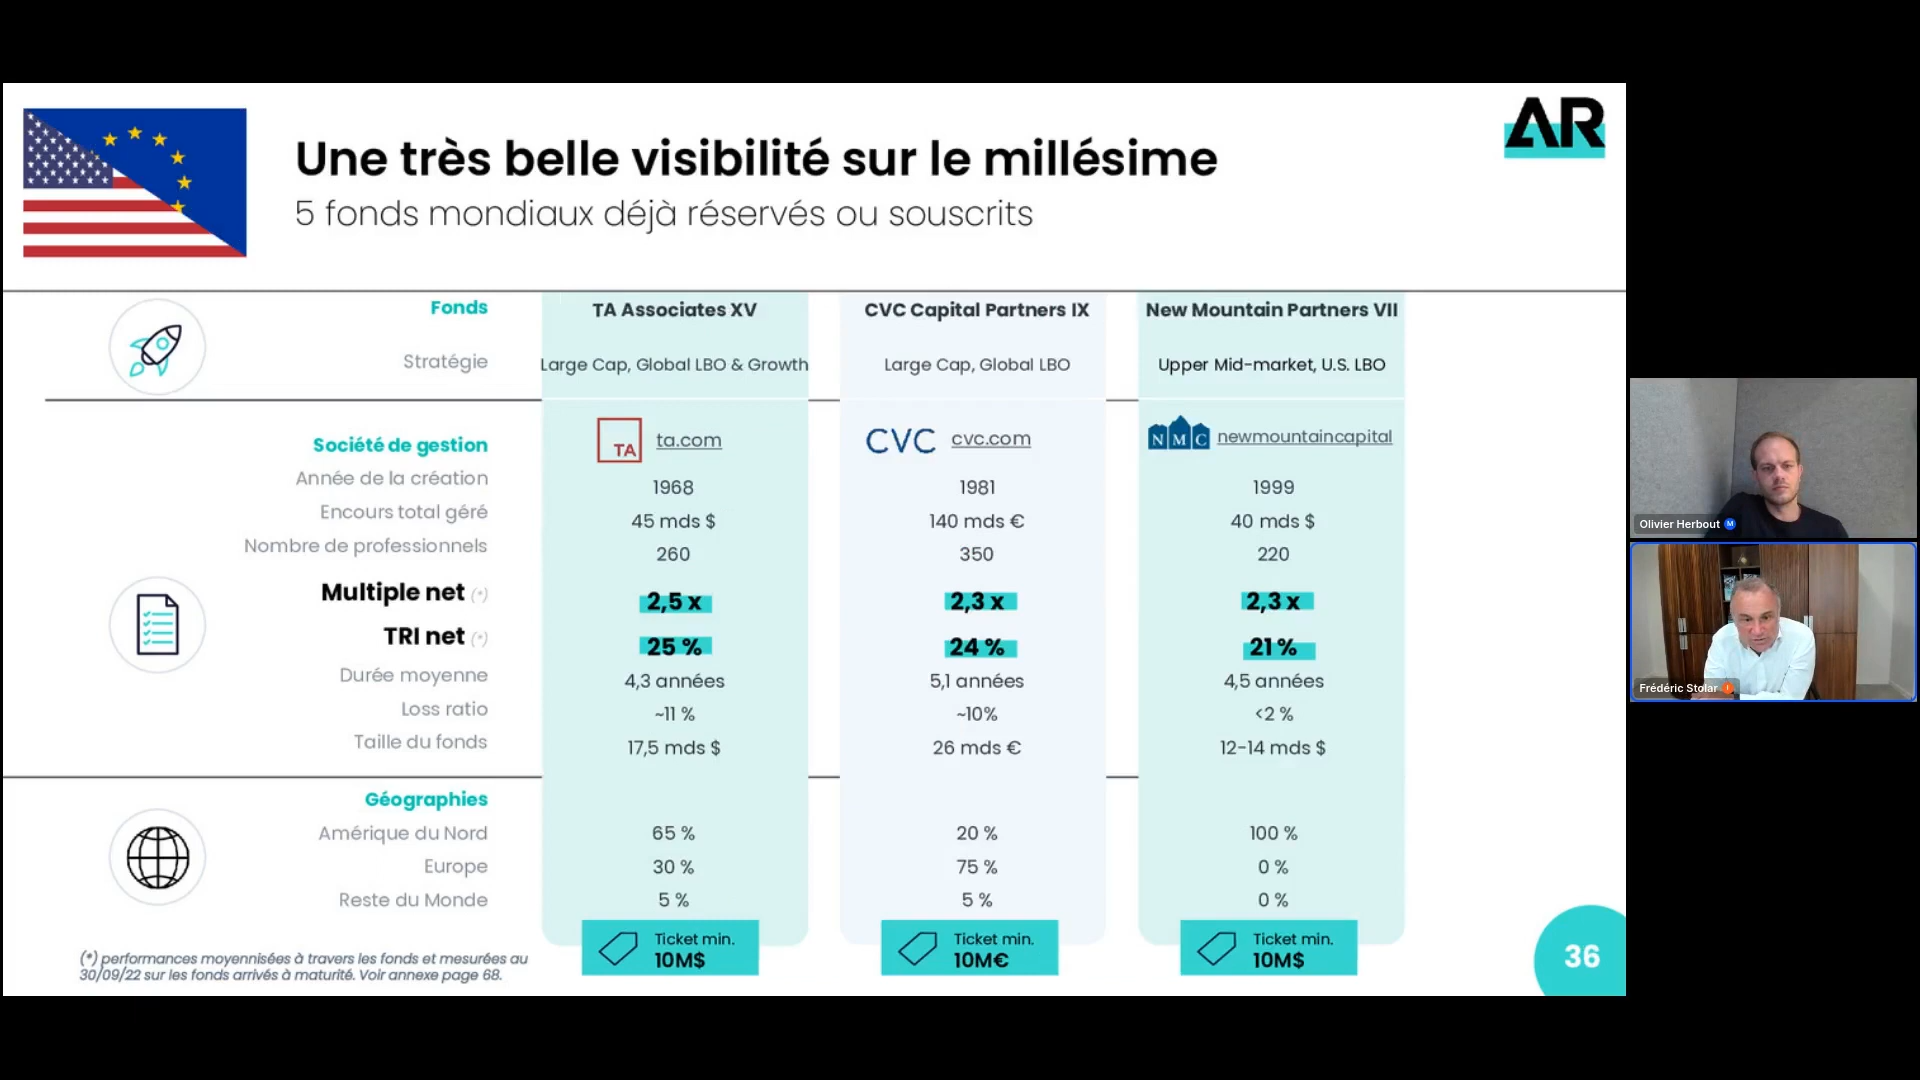 AR
Une très belle visibilité sur le millésime
5 fonds mondiaux déjà réservés ou souscrits
Fonds TA Associates XV CVC Capital Partners IX New Mountain Partners VII
Stratégie Large Cap, Global LBO & Growth Large Cap, Global LBO Upper Mid-market, U.S. LBO
Société de gestion TA ta.com CVC cvc.com NMC newmountaincapital
Année de la création 1968 1981 1999
Encours total géré 45 mds $ 140 mds € 40 mds $
Nombre de professionnels 260 350 220
Multiple net (*) 2,5 x 2,3 x 2,3 x
TRI net (*) 25 % 24 % 21 %
Durée moyenne 4,3 années 5,1 années 4,5 années
Loss ratio ~11 % ~10% <2 %
Taille du fonds 17,5 mds $ 26 mds € 12-14 mds $
Géographies
Amérique du Nord 65 % 20 % 100 %
Europe 30 % 75 % 0 %
Reste du Monde 5 % 5 % 0 %
Ticket min. Ticket min. Ticket min.
10M$ 10M€ 10M$
(*) performances moyennisées à travers les fonds et mesurées au
30/09/22 sur les fonds arrivés à maturité. Voir annexe page 68.
36
Olivier Herbout M
Frédéric Stolar